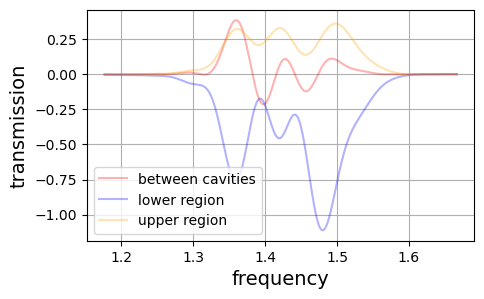 transmission
0.25
0.00
−0.25
−0.50
−0.75
−1.00
between cavities
lower region
upper region
1.2 1.3 1.4 1.5 1.6
frequency